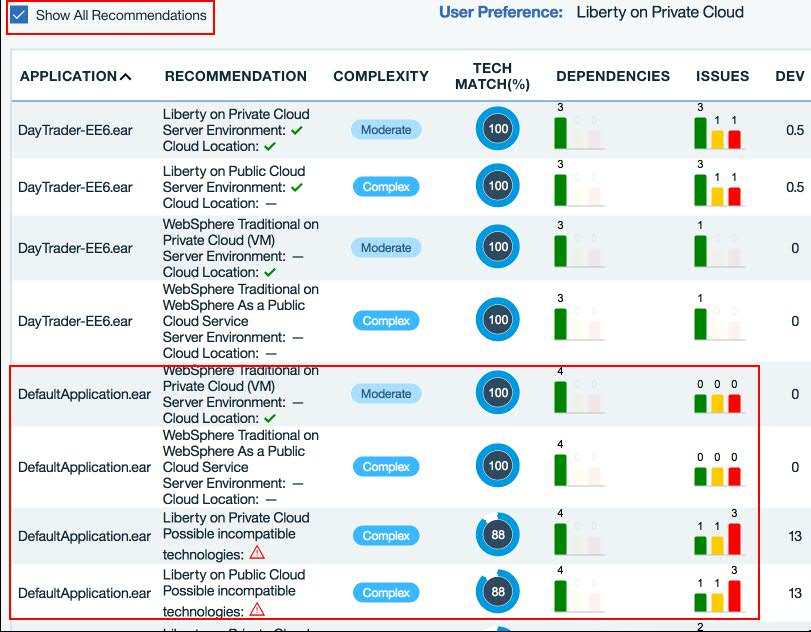 Show All Recommendations
User Preference: Liberty on Private Cloud
APPLICATION RECOMMENDATION COMPLEXITY TECH MATCH(%) DEPENDENCIES ISSUES DEV
DayTrader-EE6.ear
Liberty on Private Cloud
Server Environment: ✓
Cloud Location: ✓
Moderate
100
3 0 0
3 1 1
0.5
DayTrader-EE6.ear
Liberty on Public Cloud
Server Environment: ✓
Cloud Location: —
Complex
100
3 0 0
3 1 1
0.5
DayTrader-EE6.ear
WebSphere Traditional on
Private Cloud (VM)
Server Environment: —
Cloud Location: ✓
Moderate
100
3 0 0
1 0 0
0
DayTrader-EE6.ear
WebSphere Traditional on
WebSphere As a Public
Cloud Service
Server Environment: —
Cloud Location: —
Complex
100
3 0 0
1 0 0
0
DefaultApplication.ear
WebSphere Traditional on
Private Cloud (VM)
Server Environment: —
Cloud Location: ✓
Moderate
100
4 0 0
0 0 0
0
DefaultApplication.ear
WebSphere Traditional on
WebSphere As a Public
Cloud Service
Server Environment: —
Cloud Location: —
Complex
100
4 0 0
0 0 0
0
DefaultApplication.ear
Liberty on Private Cloud
Possible incompatible
technologies:
Complex
88
4 0 0
1 1 3
13
DefaultApplication.ear
Liberty on Public Cloud
Possible incompatible
technologies:
Complex
88
4 0 0
1 1 3
13
Liberty on Private Cloud
2